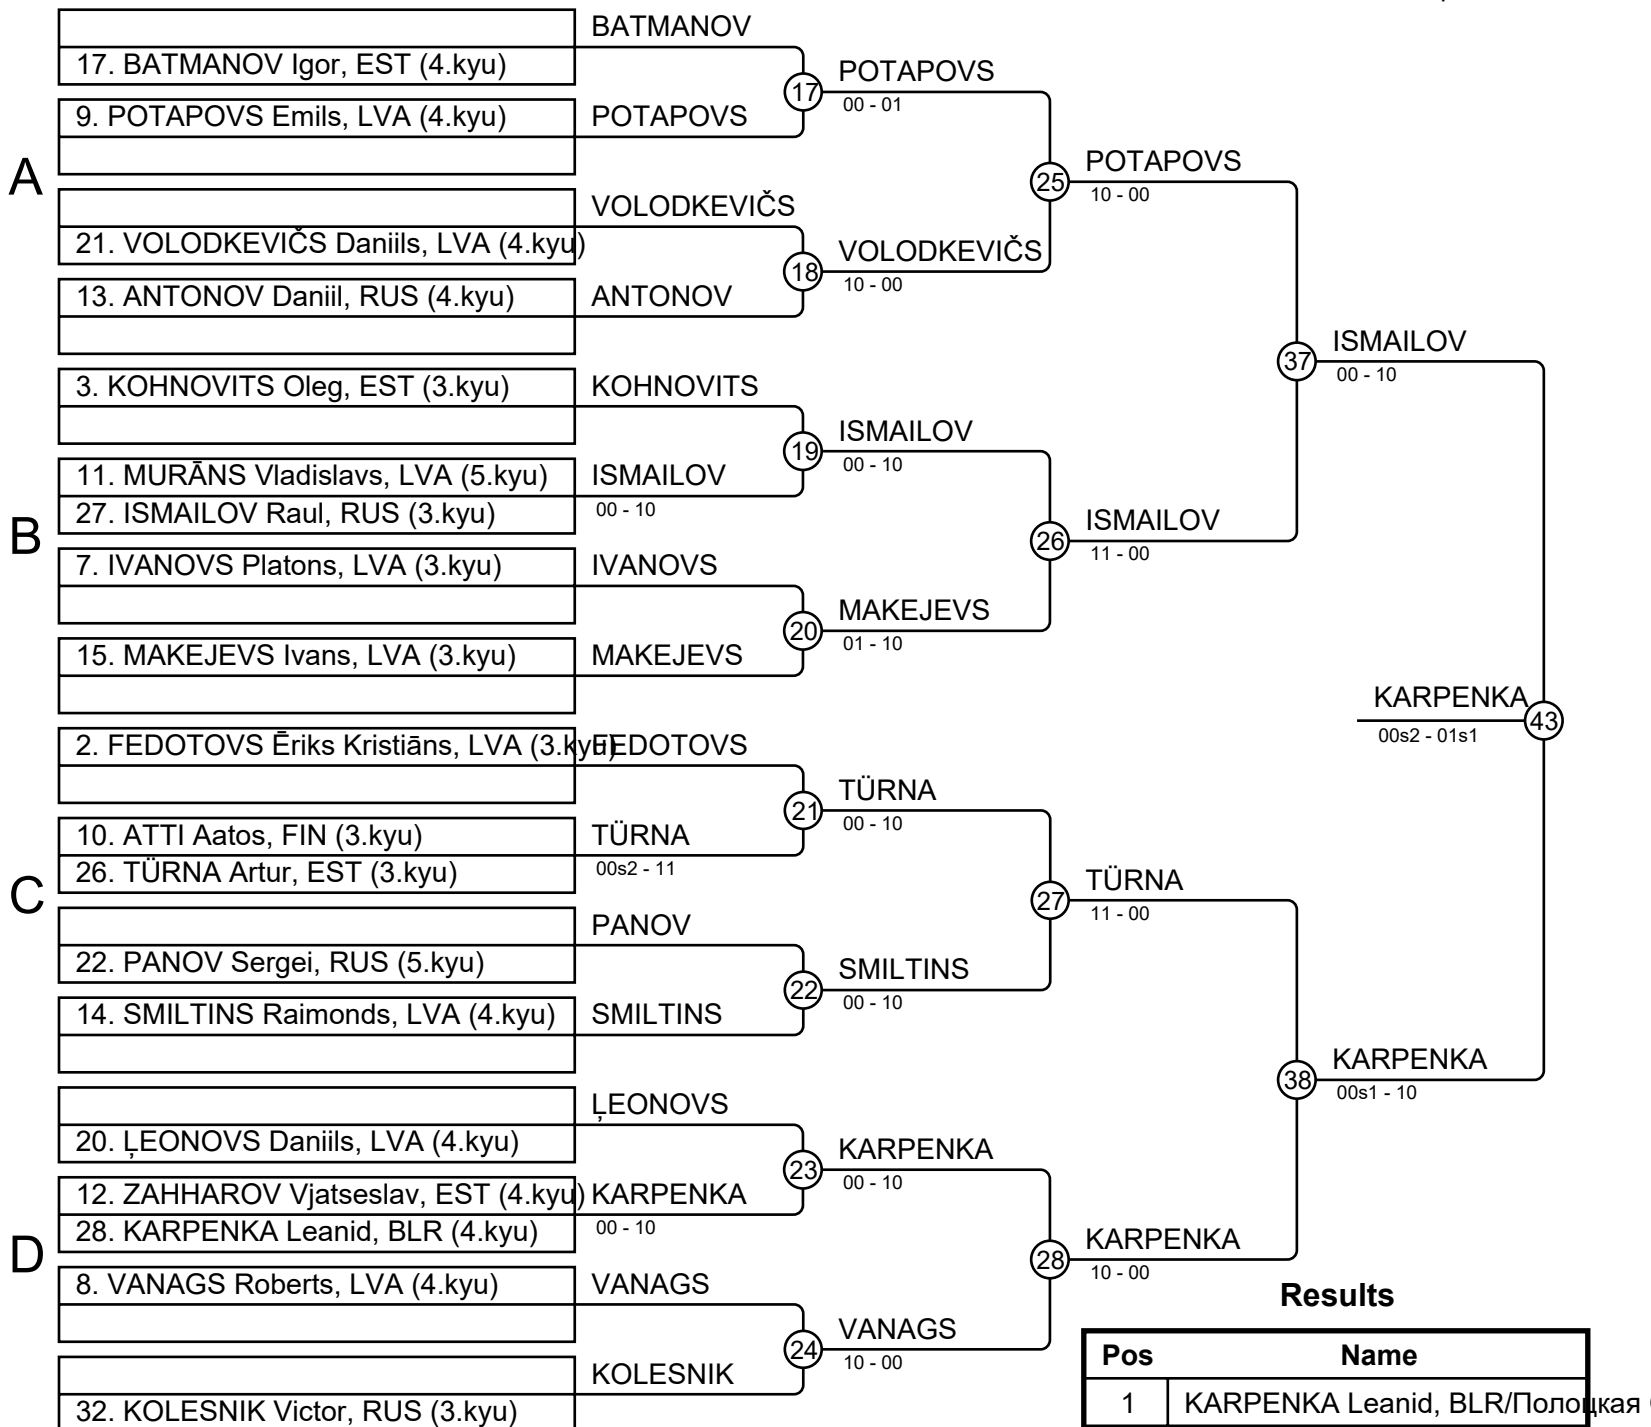 A
17. BATMANOV Igor, EST (4.kyu)
9. POTAPOVS Emils, LVA (4.kyu)
21. VOLODKEVIČS Daniils, LVA (4.kyu)
13. ANTONOV Daniil, RUS (4.kyu)
B
3. KOHNOVITS Oleg, EST (3.kyu)
11. MURĀNS Vladislavs, LVA (5.kyu)
27. ISMAILOV Raul, RUS (3.kyu)
7. IVANOVS Platons, LVA (3.kyu)
15. MAKEJEVS Ivans, LVA (3.kyu)
C
2. FEDOTOVS Ēriks Kristiāns, LVA (3.kyu)
10. ATTI Aatos, FIN (3.kyu)
26. TÜRNA Artur, EST (3.kyu)
22. PANOV Sergei, RUS (5.kyu)
14. SMILTINS Raimonds, LVA (4.kyu)
D
20. ĻEONOVS Daniils, LVA (4.kyu)
12. ZAHHAROV Vjatseslav, EST (4.kyu)
28. KARPENKA Leanid, BLR (4.kyu)
8. VANAGS Roberts, LVA (4.kyu)
32. KOLESNIK Victor, RUS (3.kyu)
BATMANOV
POTAPOVS
VOLODKEVIČS
ANTONOV
KOHNOVITS
ISMAILOV
00 - 10
IVANOVS
MAKEJEVS
FEDOTOVS
TÜRNA
00s2 - 11
PANOV
SMILTINS
ĻEONOVS
KARPENKA
00 - 10
VANAGS
KOLESNIK
17
POTAPOVS
00 - 01
18
VOLODKEVIČS
10 - 00
19
ISMAILOV
00 - 10
20
MAKEJEVS
01 - 10
21
TÜRNA
00 - 10
22
SMILTINS
00 - 10
23
KARPENKA
00 - 10
24
VANAGS
10 - 00
25
POTAPOVS
10 - 00
26
ISMAILOV
11 - 00
27
TÜRNA
11 - 00
28
KARPENKA
10 - 00
37
ISMAILOV
00 - 10
38
KARPENKA
00s1 - 10
KARPENKA
43
00s2 - 01s1
Results
Pos Name
1 KARPENKA Leanid, BLR/Полоцкая